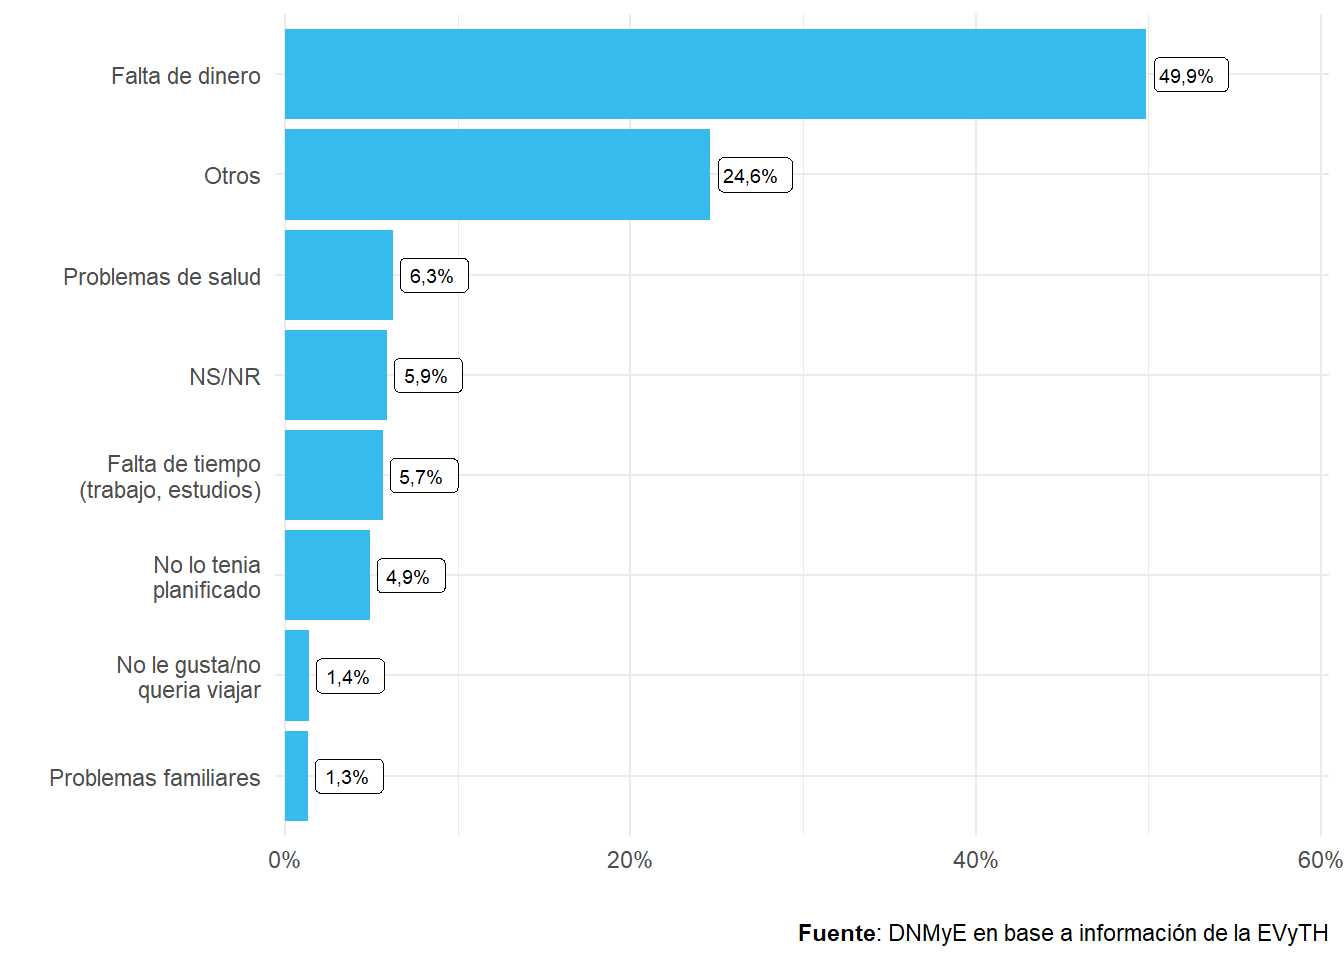 Falta de dinero
49,9%
Otros
24,6%
Problemas de salud
6,3%
NS/NR
5,9%
Falta de tiempo
(trabajo, estudios)
5,7%
No lo tenia
planificado
4,9%
No le gusta/no
queria viajar
1,4%
Problemas familiares
1,3%
0%
20%
40%
60%
Fuente: DNMyE en base a información de la EVyTH